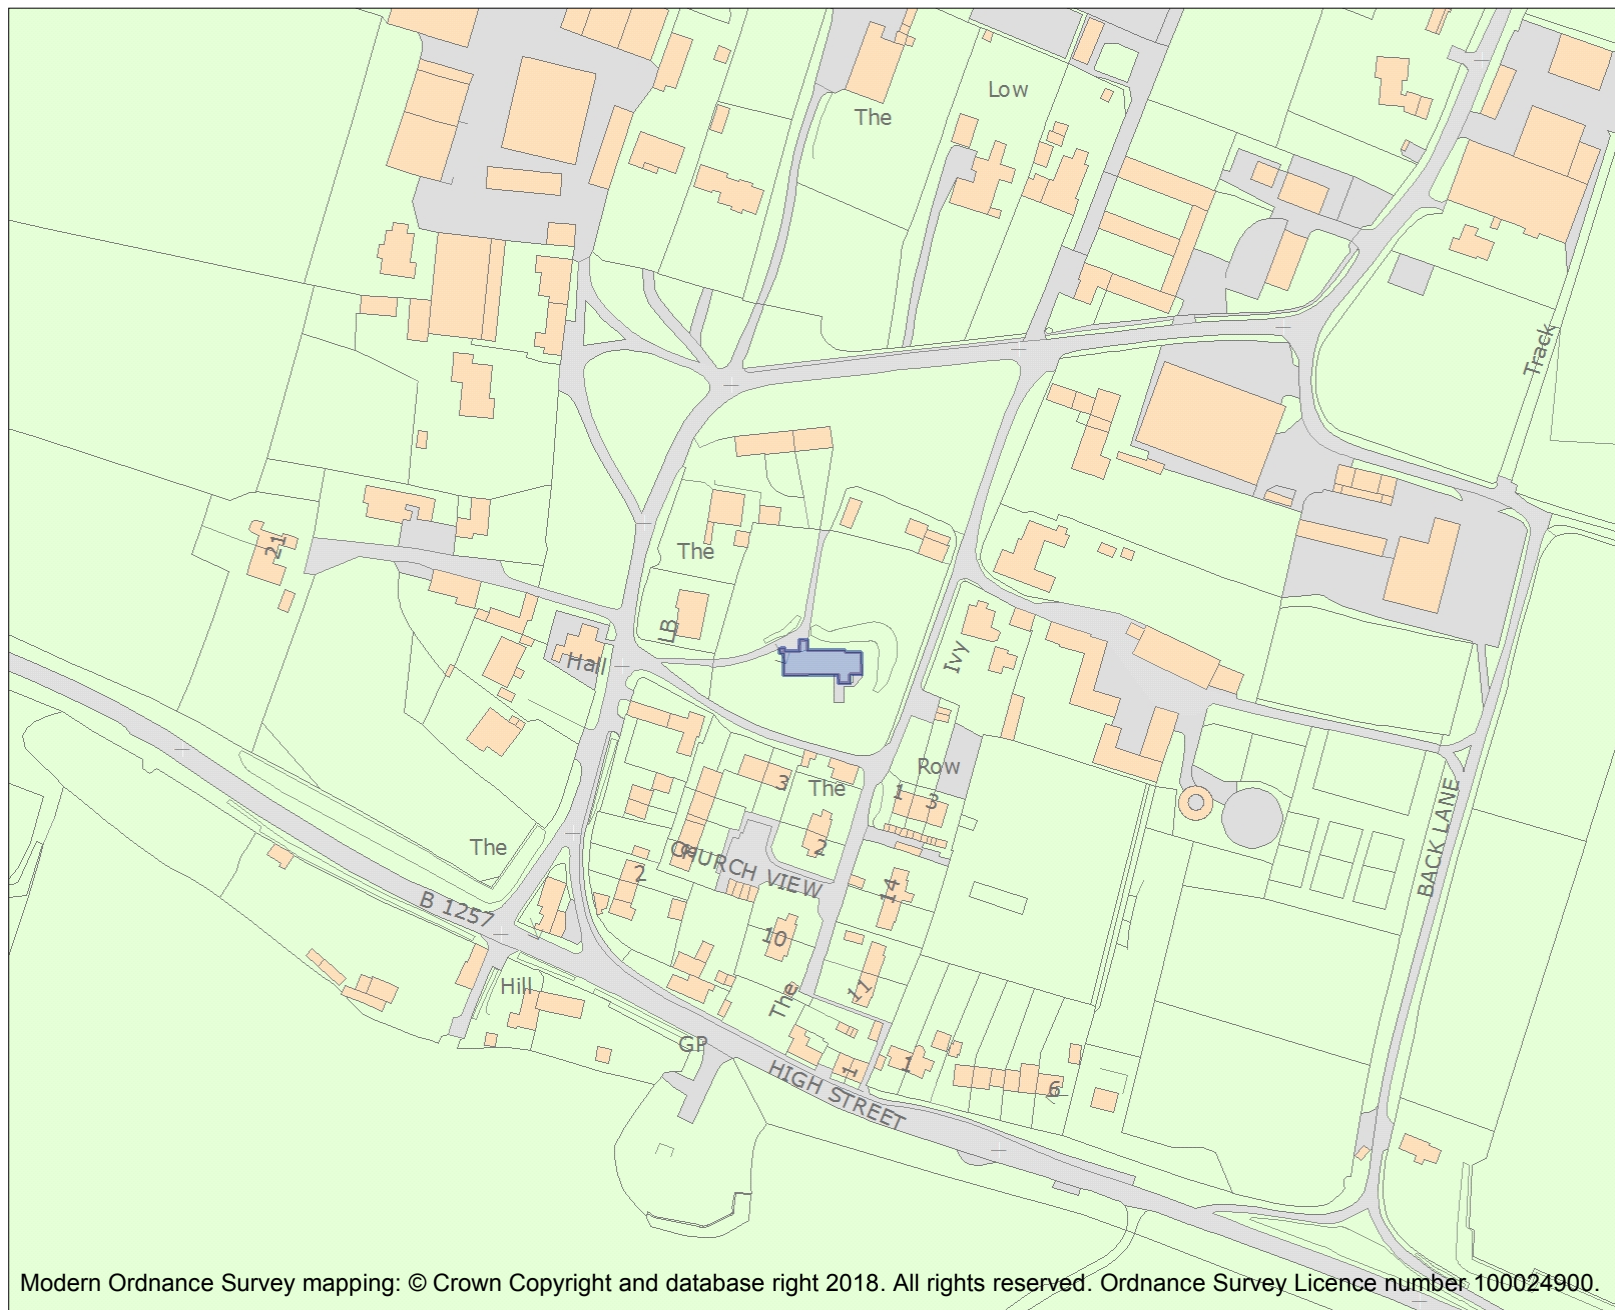 Low
The
Track
21
The
LB
Hall
Ivy
Row
3
The
1
3
The
2
CHURCH VIEW
2
14
BACK LANE
B 1257
10
Hill
The
11
GP
HIGH STREET
1
1
6
Modern Ordnance Survey mapping: © Crown Copyright and database right 2018. All rights reserved. Ordnance Survey Licence number 100024900.